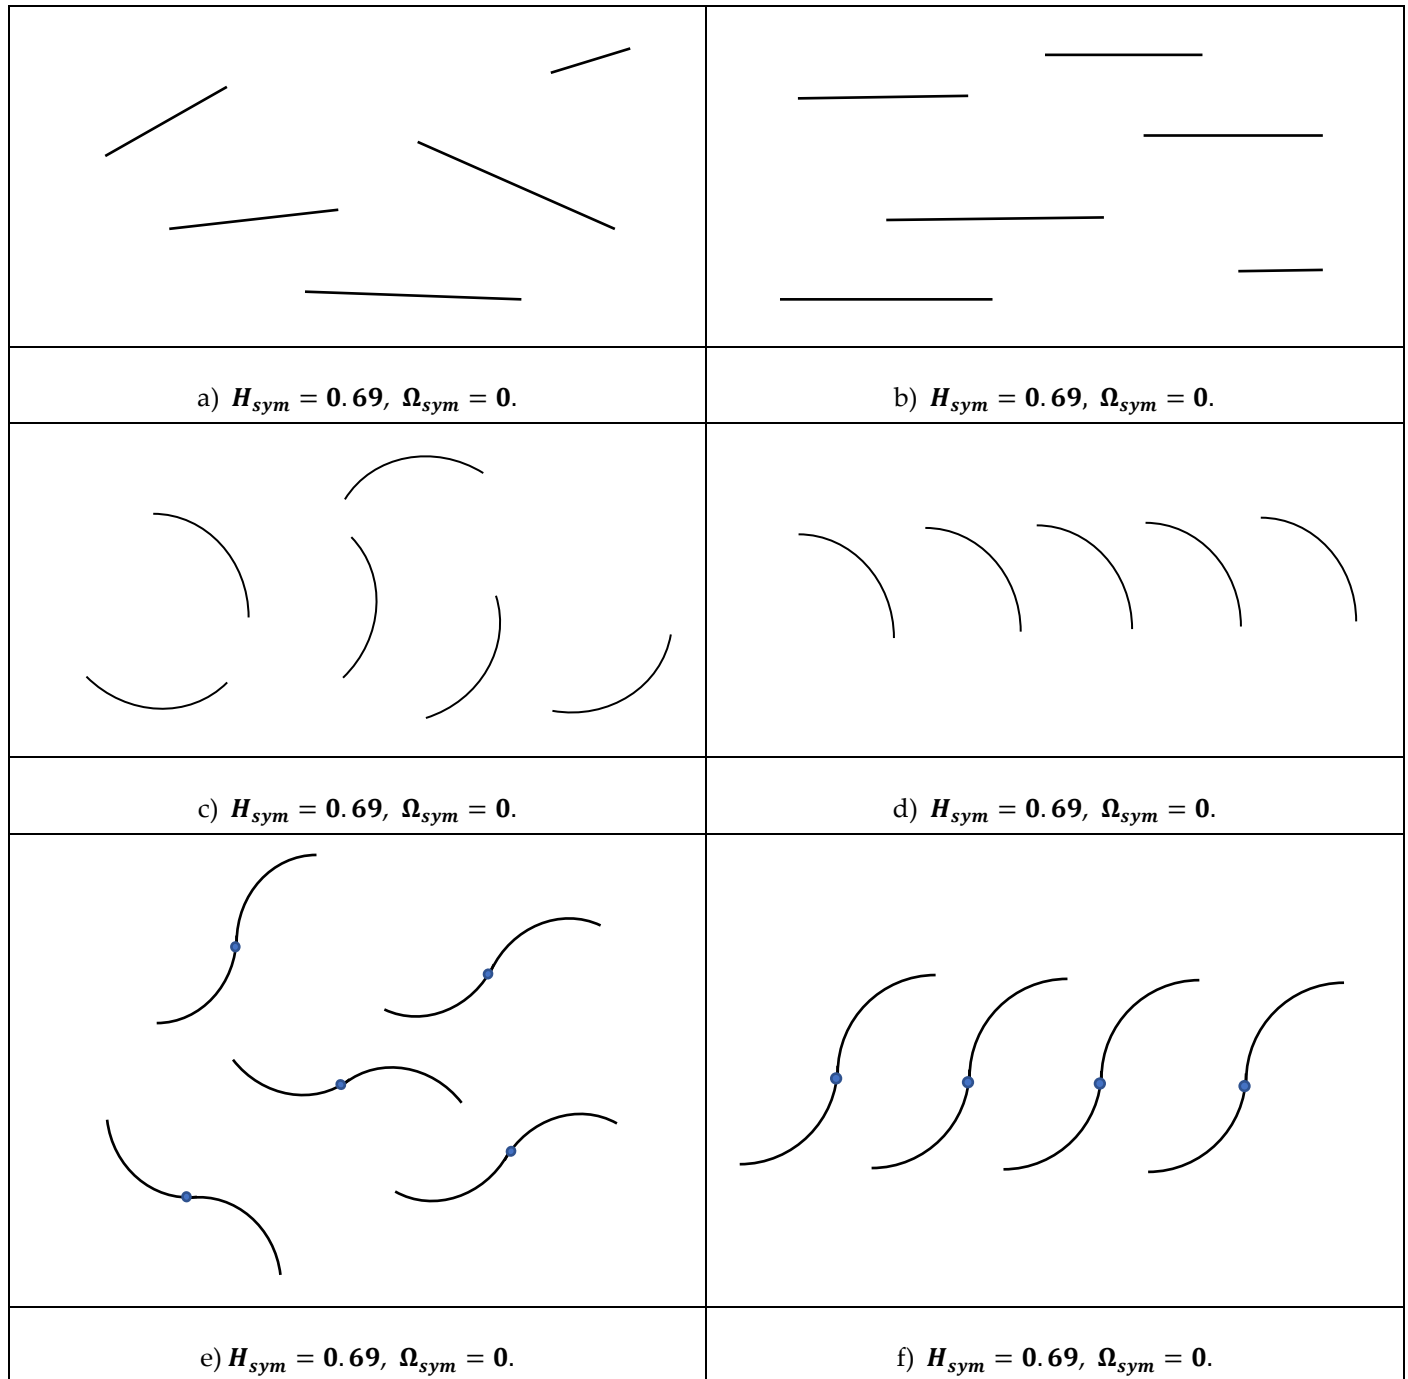 a) H_sym = 0.69, Ω_sym = 0.
b) H_sym = 0.69, Ω_sym = 0.
c) H_sym = 0.69, Ω_sym = 0.
d) H_sym = 0.69, Ω_sym = 0.
e) H_sym = 0.69, Ω_sym = 0.
f) H_sym = 0.69, Ω_sym = 0.